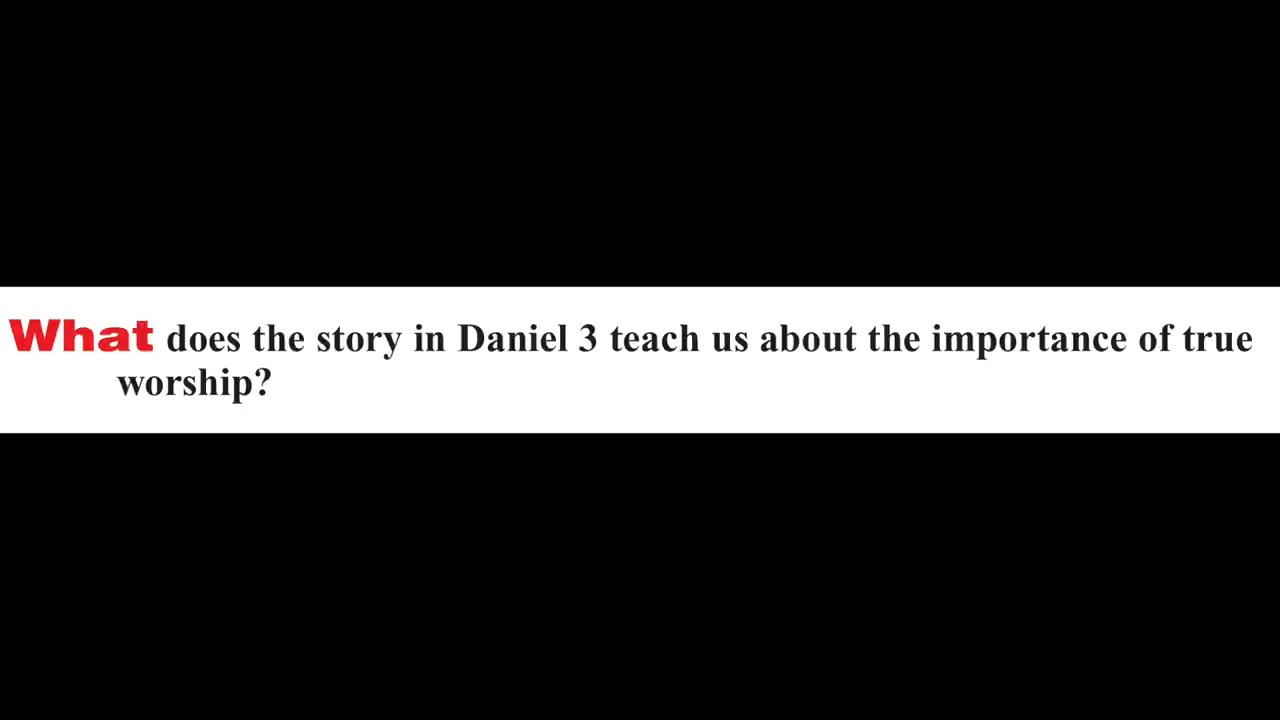 What does the story in Daniel 3 teach us about the importance of true
worship?